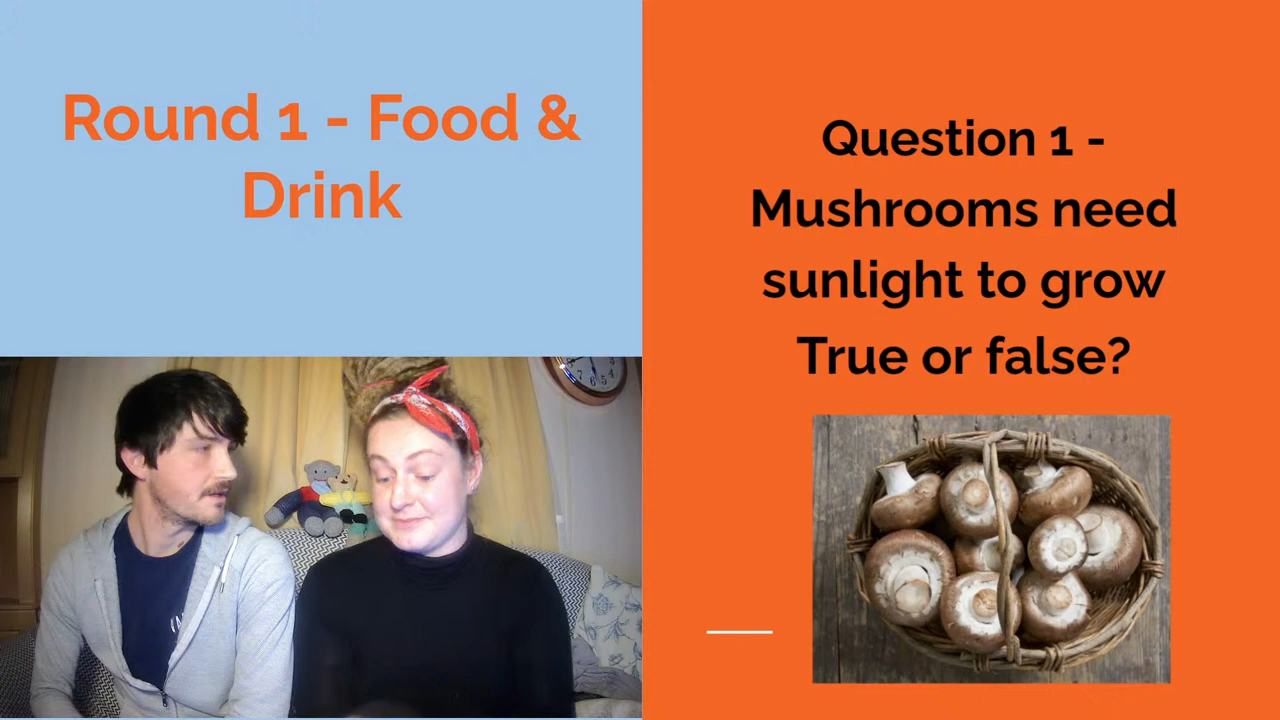 Round 1 - Food &
Drink
Question 1 -
Mushrooms need
sunlight to grow
True or false?